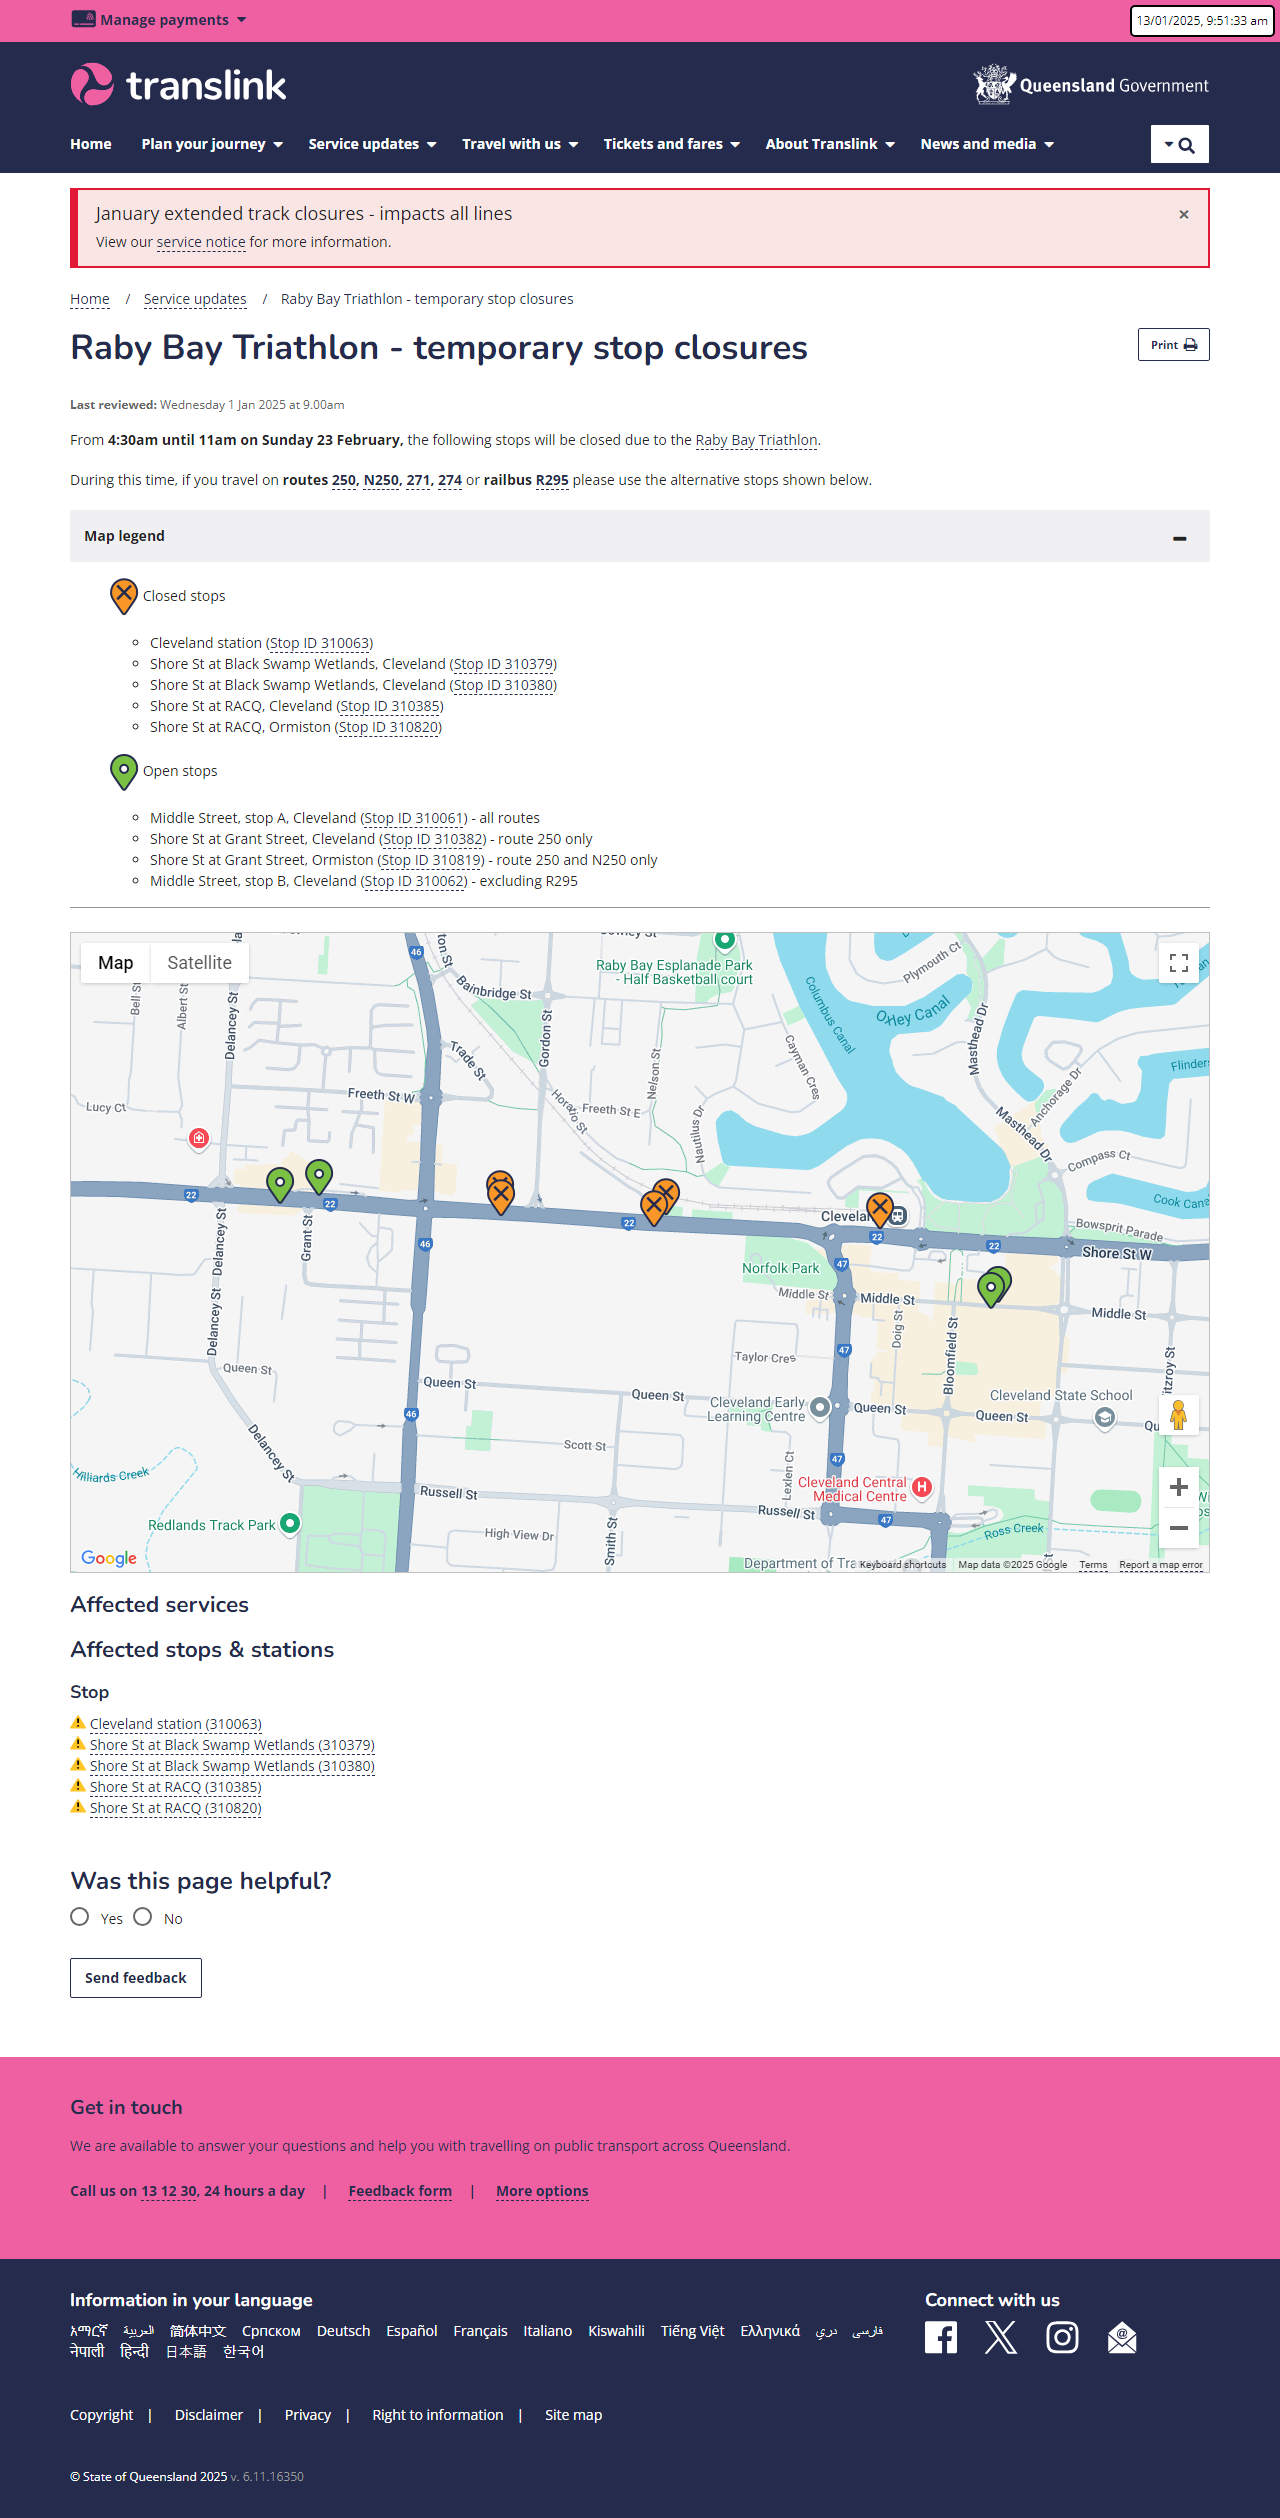 Manage payments
13/01/2025, 9:51:33 am
translink
Queensland Government
Home Plan your journey Service updates Travel with us Tickets and fares About Translink News and media
January extended track closures - impacts all lines
×
View our service notice for more information.
Home / Service updates / Raby Bay Triathlon - temporary stop closures
Raby Bay Triathlon - temporary stop closures
Print
Last reviewed: Wednesday 1 Jan 2025 at 9.00am
From 4:30am until 11am on Sunday 23 February, the following stops will be closed due to the Raby Bay Triathlon.
During this time, if you travel on routes 250, N250, 271, 274 or railbus R295 please use the alternative stops shown below.
Map legend
Closed stops
Cleveland station (Stop ID 310063)
Shore St at Black Swamp Wetlands, Cleveland (Stop ID 310379)
Shore St at Black Swamp Wetlands, Cleveland (Stop ID 310380)
Shore St at RACQ, Cleveland (Stop ID 310385)
Shore St at RACQ, Ormiston (Stop ID 310820)
Open stops
Middle Street, stop A, Cleveland (Stop ID 310061) - all routes
Shore St at Grant Street, Cleveland (Stop ID 310382) - route 250 only
Shore St at Grant Street, Ormiston (Stop ID 310819) - route 250 and N250 only
Middle Street, stop B, Cleveland (Stop ID 310062) - excluding R295
Map Satellite
46
Raby Bay Esplanade Park
- Half Basketball court
Plymouth Ct
Bell St
Albert St
Delancey St
Bainbridge St
Gordon St
Columbus Canal
O'Hey Canal
Masthead Dr
Trade St
Nelson St
Cayman Cres
Flinders
Freeth St W
Lucy Ct
Horatio St
Freeth St E
Nautilus Dr
Anchorage Dr
Masthead Dr
Compass Ct
22
22
Cook Cana
Grant St
Delancey St
46
22
22
22
Bowsprit Parade
Shore St W
Norfolk Park
47
Middle St
Middle St
Middle St
Delancey St
Doig St
Bloomfield St
Taylor Cres
47
Queen St
Queen St
Queen St
Cleveland Early
Learning Centre
Queen St
Cleveland State School
Queen St
46
Delancey St
Scott St
Lexlen Ct
47
Hilliards Creek
Russell St
Cleveland Central
Medical Centre
Russell St
47
Redlands Track Park
High View Dr
Smith St
Ross Creek
Google
Keyboard shortcuts Map data ©2025 Google Terms Report a map error
Affected services
Affected stops & stations
Stop
Cleveland station (310063)
Shore St at Black Swamp Wetlands (310379)
Shore St at Black Swamp Wetlands (310380)
Shore St at RACQ (310385)
Shore St at RACQ (310820)
Was this page helpful?
Yes No
Send feedback
Get in touch
We are available to answer your questions and help you with travelling on public transport across Queensland.
Call us on 13 12 30, 24 hours a day | Feedback form | More options
Information in your language
Connect with us
አማርኛ العربية 简体中文 Српском Deutsch Español Français Italiano Kiswahili Tiếng Việt Ελληνικά دري فارسی
नेपाली हिन्दी 日本語 한국어
Copyright | Disclaimer | Privacy | Right to information | Site map
© State of Queensland 2025 v. 6.11.16350